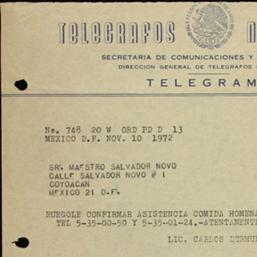 TELEGRAFOS N
SECRETARIA DE COMUNICACIONES Y
DIRECCION GENERAL DE TELEGRAFOS
TELEGRAM
No. 748 20 W ORD PD D 13
MEXICO D.F. NOV. 10 1972
SR. MAESTRO SALVADOR NOVO
CALLE SALVADOR NOVO # 1
COYOACAN
MEXICO 21 D.F.
RUEGOLE CONFIRMAR ASISTENCIA COMIDA HOMENA
TEL 5-35-00-50 Y 5-35-01-24.-ATENTAMENTE
LIC. CARLOS